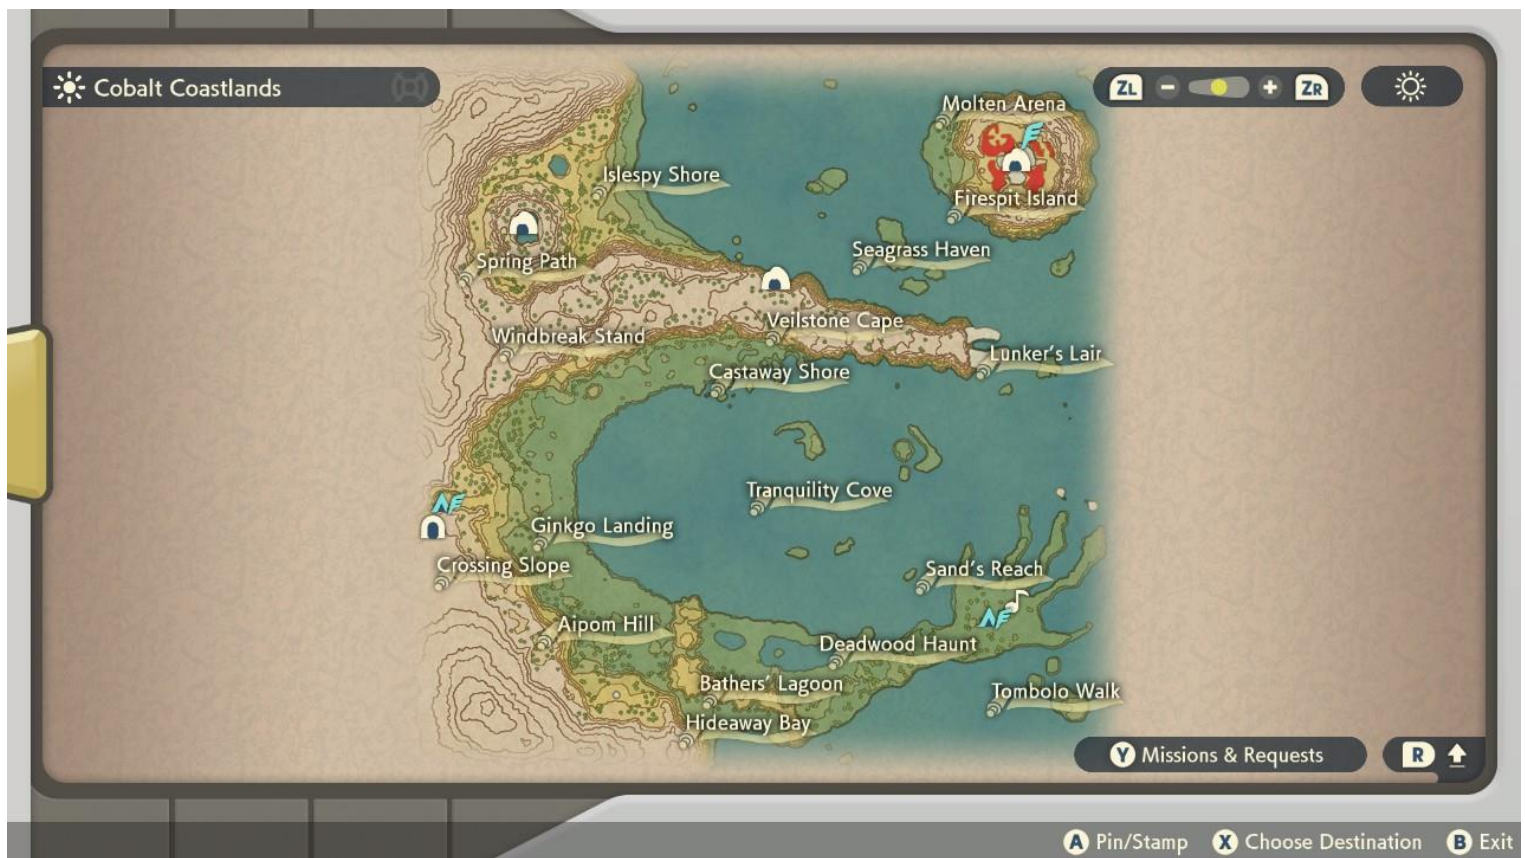 Cobalt Coastlands
ZL
ZR
Molten Arena
Islespy Shore
Firespit Island
Seagrass Haven
Spring Path
Veilstone Cape
Windbreak Stand
Lunker's Lair
Castaway Shore
Tranquility Cove
Ginkgo Landing
Crossing Slope
Sand's Reach
Aipom Hill
Deadwood Haunt
Bathers' Lagoon
Tombolo Walk
Hideaway Bay
Y Missions & Requests
R
A Pin/Stamp X Choose Destination B Exit